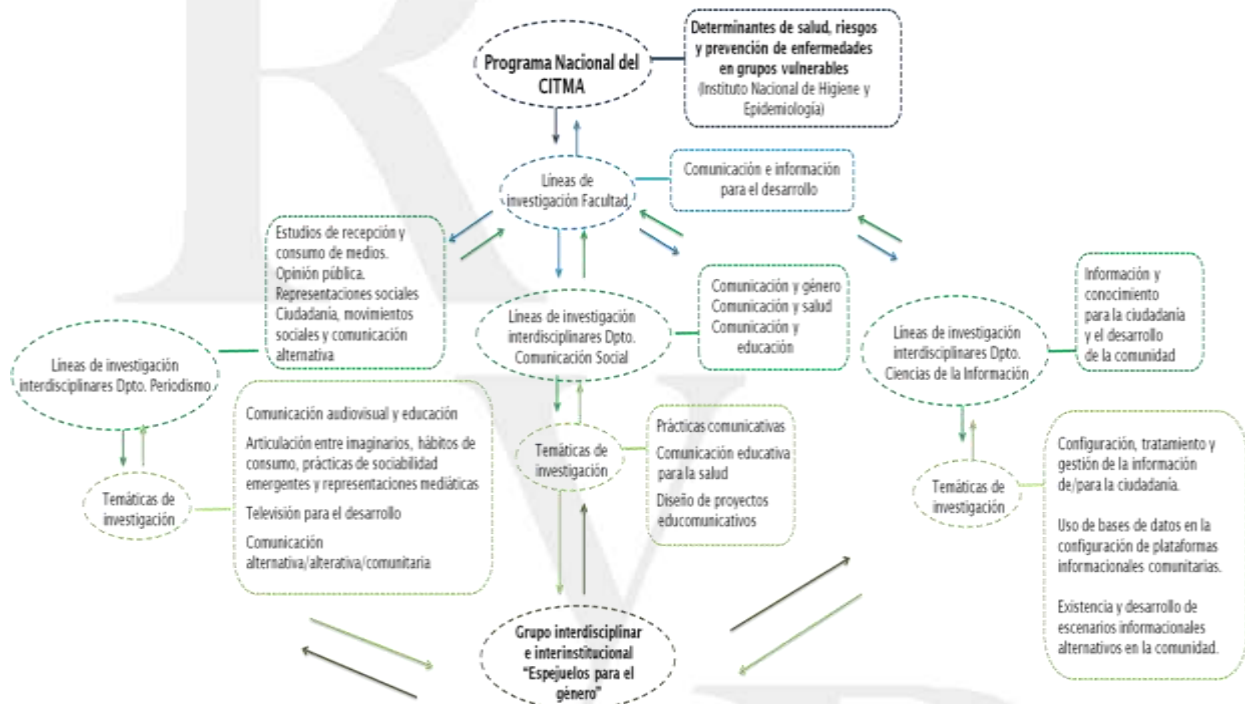 Programa Nacional del
CITMA
Determinantes de salud, riesgos
y prevención de enfermedades
en grupos vulnerables
(Instituto Nacional de Higiene y
Epidemiología)
Líneas de
investigación Facultad
Comunicación e información
para el desarrollo
Líneas de investigación
interdisciplinares Dpto. Periodismo
Estudios de recepción y
consumo de medios.
Opinión pública.
Representaciones sociales
Ciudadanía, movimientos
sociales y comunicación
alternativa
Líneas de investigación
interdisciplinares Dpto.
Comunicación Social
Comunicación y género
Comunicación y salud
Comunicación y
educación
Líneas de investigación
interdisciplinares Dpto.
Ciencias de la Información
Información y
conocimiento
para la ciudadanía
y el desarrollo
de la comunidad
Temáticas de
investigación
Comunicación audiovisual y educación
Articulación entre imaginarios, hábitos de
consumo, prácticas de sociabilidad
emergentes y representaciones mediáticas
Televisión para el desarrollo
Comunicación
alternativa/alterativa/comunitaria
Temáticas de
investigación
Prácticas comunicativas
Comunicación educativa
para la salud
Diseño de proyectos
educomunicativos
Temáticas de
investigación
Configuración, tratamiento y
gestión de la información
de/para la ciudadanía.
Uso de bases de datos en la
configuración de plataformas
informacionales comunitarias.
Existencia y desarrollo de
escenarios informacionales
alternativos en la comunidad.
Grupo interdisciplinar
e interinstitucional
"Espejuelos para el
género"